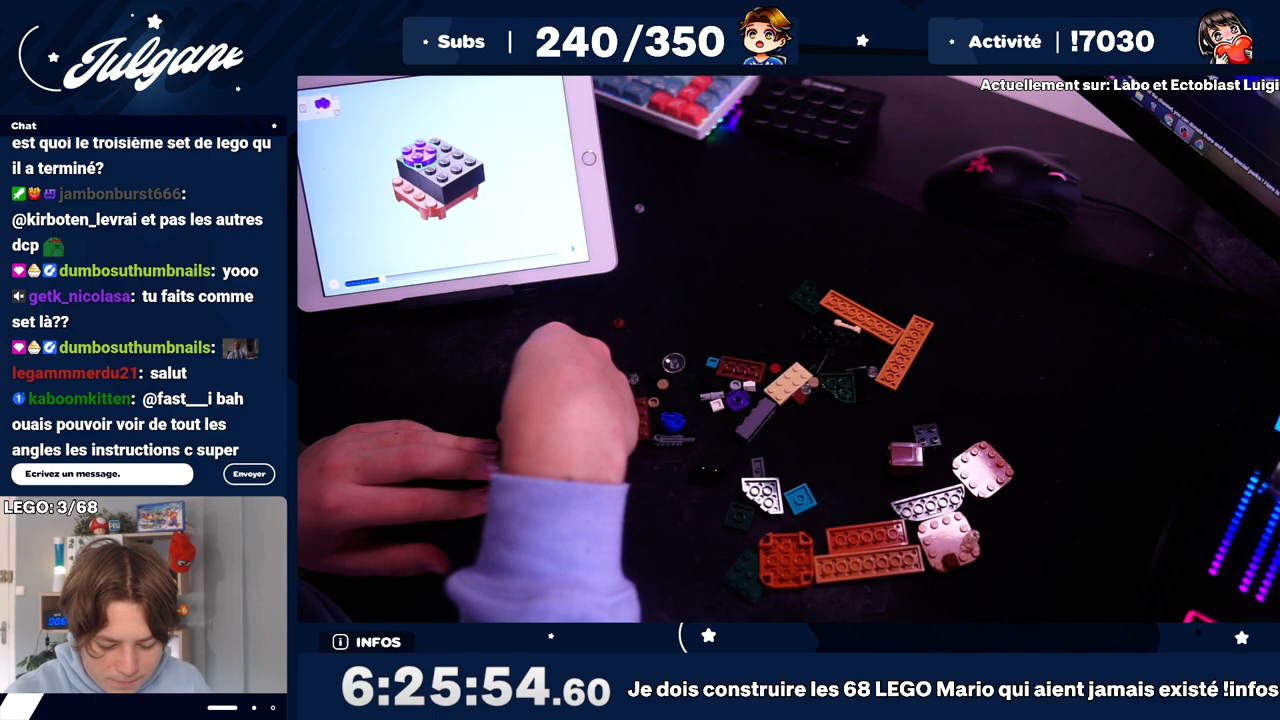 Julgane
Subs | 240/350
Activité | !7030
Actuellement sur: Labo et Ectoblast Luigi
Chat
est quoi le troisième set de lego qu
il a terminé?
jambonburst666:
@kirboten_levrai et pas les autres
dcp
dumbosuthumbnails: yooo
getk_nicolasa: tu faits comme
set là??
dumbosuthumbnails:
legammmerdu21: salut
kaboomkitten: @fast___i bah
ouais pouvoir voir de tout les
angles les instructions c super
Ecrivez un message.
Envoyer
LEGO: 3/68
INFOS
6:25:54.60
Je dois construire les 68 LEGO Mario qui aient jamais existé !infos